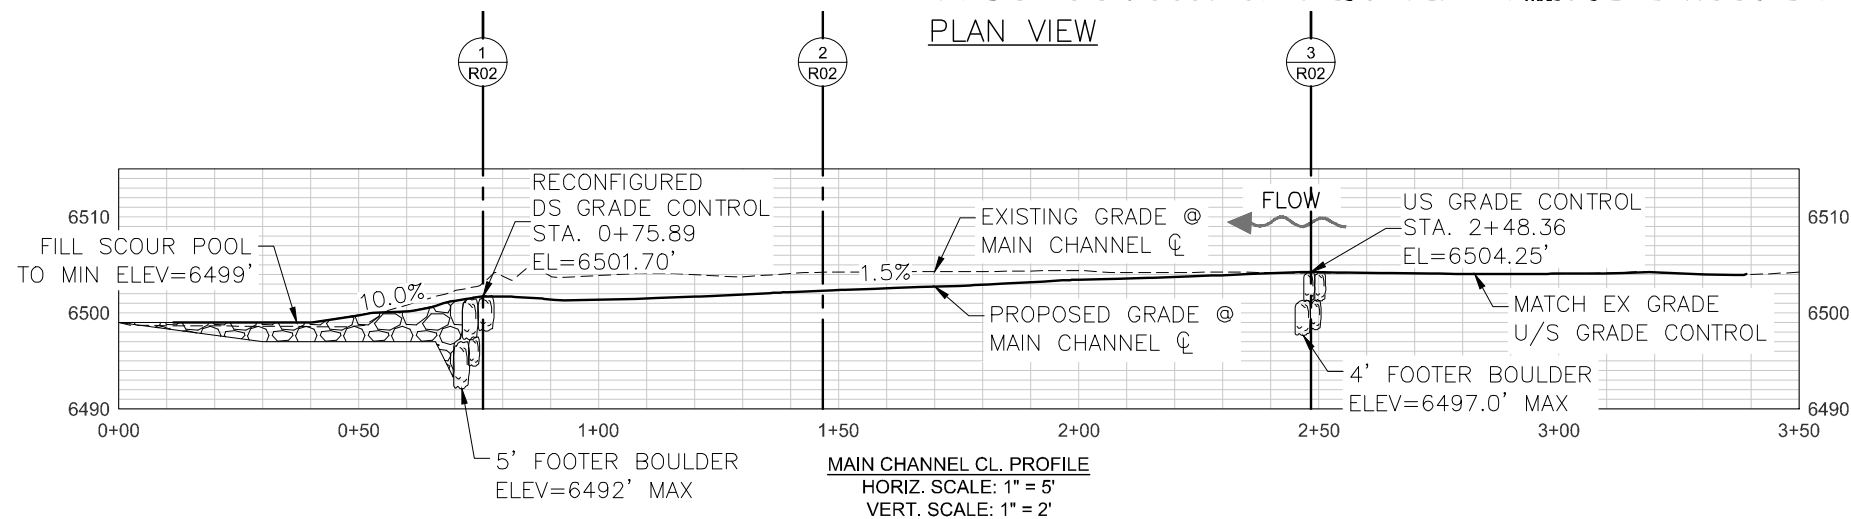 PLAN VIEW
1
R02
2
R02
3
R02
RECONFIGURED
DS GRADE CONTROL
STA. 0+75.89
EL=6501.70'
EXISTING GRADE @
MAIN CHANNEL ℄
FLOW
US GRADE CONTROL
STA. 2+48.36
EL=6504.25'
6510
6510
FILL SCOUR POOL
TO MIN ELEV=6499'
10.0%
1.5%
6500
6500
PROPOSED GRADE @
MAIN CHANNEL ℄
MATCH EX GRADE
U/S GRADE CONTROL
4' FOOTER BOULDER
ELEV=6497.0' MAX
6490
6490
0+00
0+50
1+00
1+50
2+00
2+50
3+00
3+50
5' FOOTER BOULDER
ELEV=6492' MAX
MAIN CHANNEL CL. PROFILE
HORIZ. SCALE: 1" = 5'
VERT. SCALE: 1" = 2'